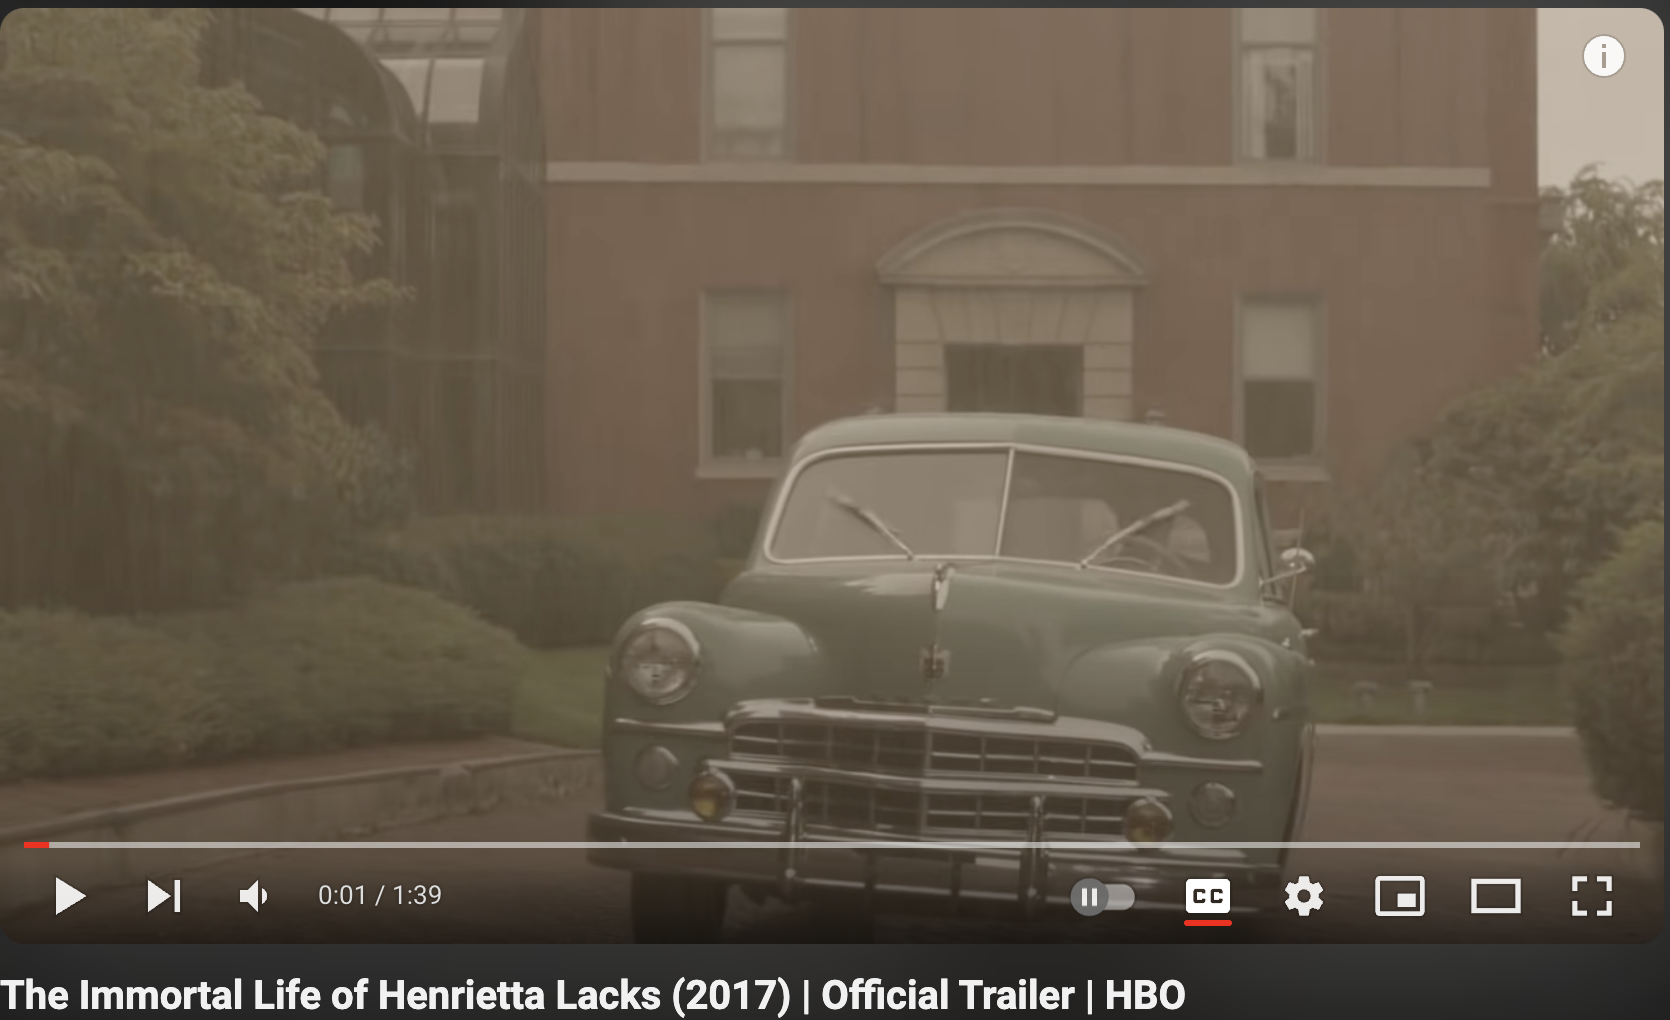 0:01 / 1:39
CC
The Immortal Life of Henrietta Lacks (2017) | Official Trailer | HBO